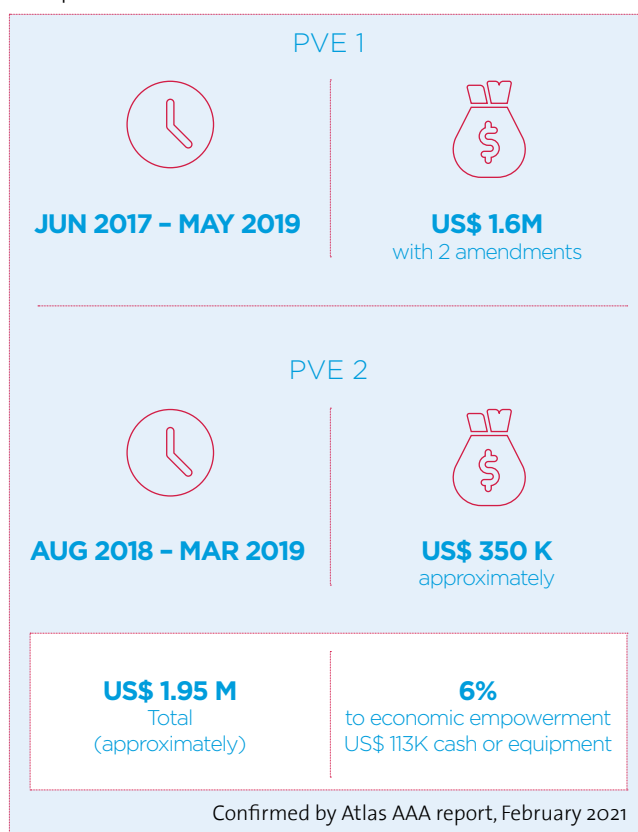 PVE 1
JUN 2017 – MAY 2019
US$ 1.6M
with 2 amendments
PVE 2
AUG 2018 – MAR 2019
US$ 350 K
approximately
US$ 1.95 M
Total
(approximately)
6%
to economic empowerment
US$ 113K cash or equipment
Confirmed by Atlas AAA report, February 2021